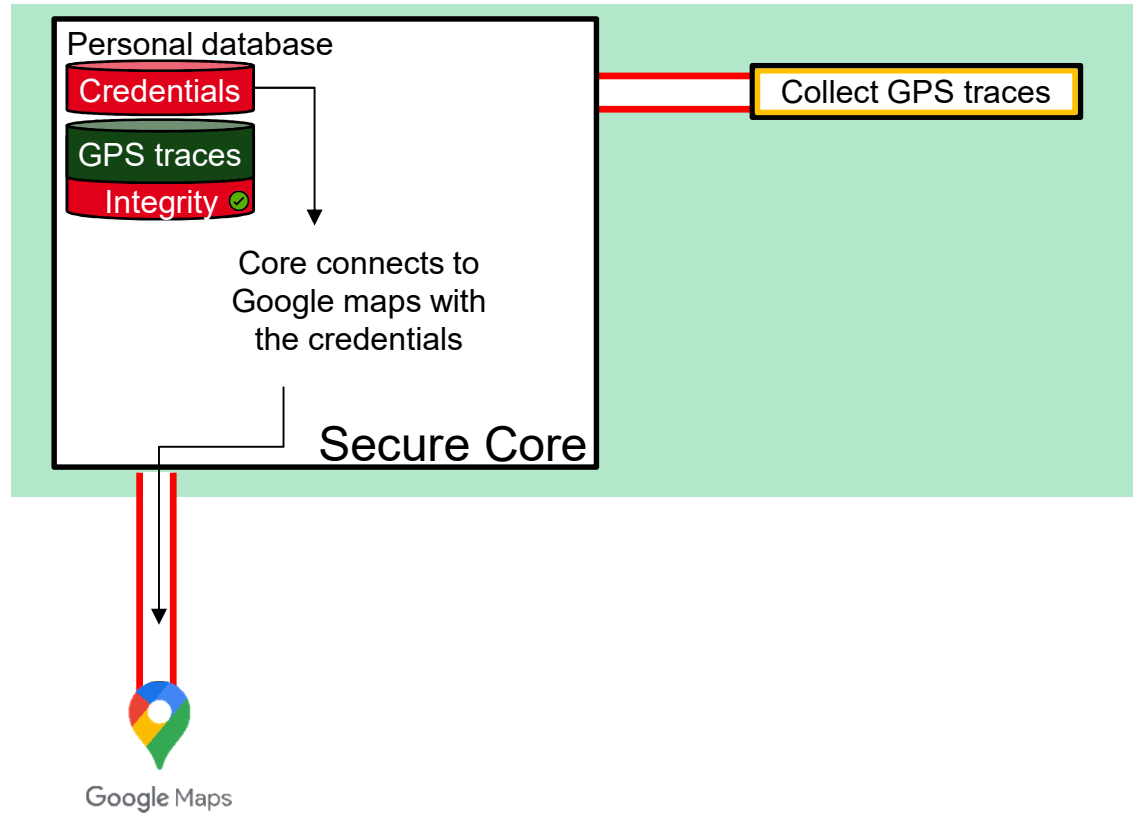 Personal database
Credentials
GPS traces
Integrity
Collect GPS traces
Core connects to
Google maps with
the credentials
Secure Core
Google Maps